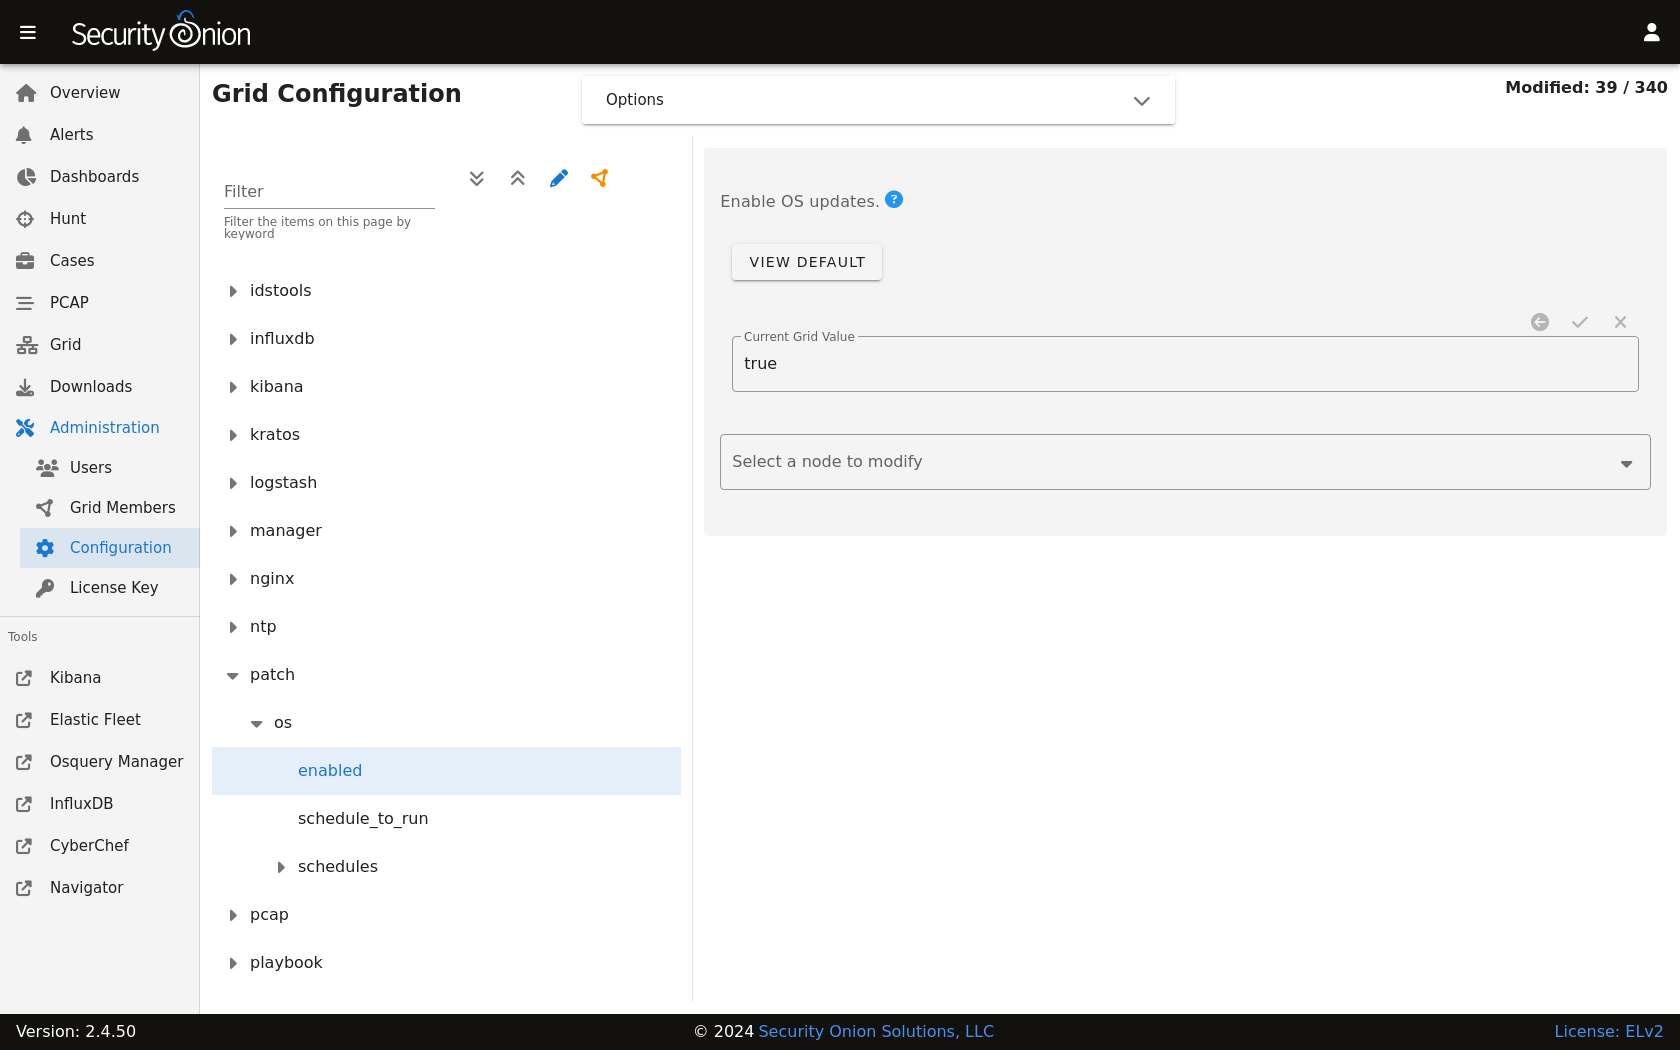 Security Onion
Overview
Alerts
Dashboards
Hunt
Cases
PCAP
Grid
Downloads
Administration
Users
Grid Members
Configuration
License Key
Tools
Kibana
Elastic Fleet
Osquery Manager
InfluxDB
CyberChef
Navigator
Grid Configuration
Options
Modified: 39 / 340
Filter
Filter the items on this page by
keyword
idstools
influxdb
kibana
kratos
logstash
manager
nginx
ntp
patch
os
enabled
schedule_to_run
schedules
pcap
playbook
Enable OS updates. ?
VIEW DEFAULT
Current Grid Value
true
Select a node to modify
Version: 2.4.50
© 2024 Security Onion Solutions, LLC
License: ELv2